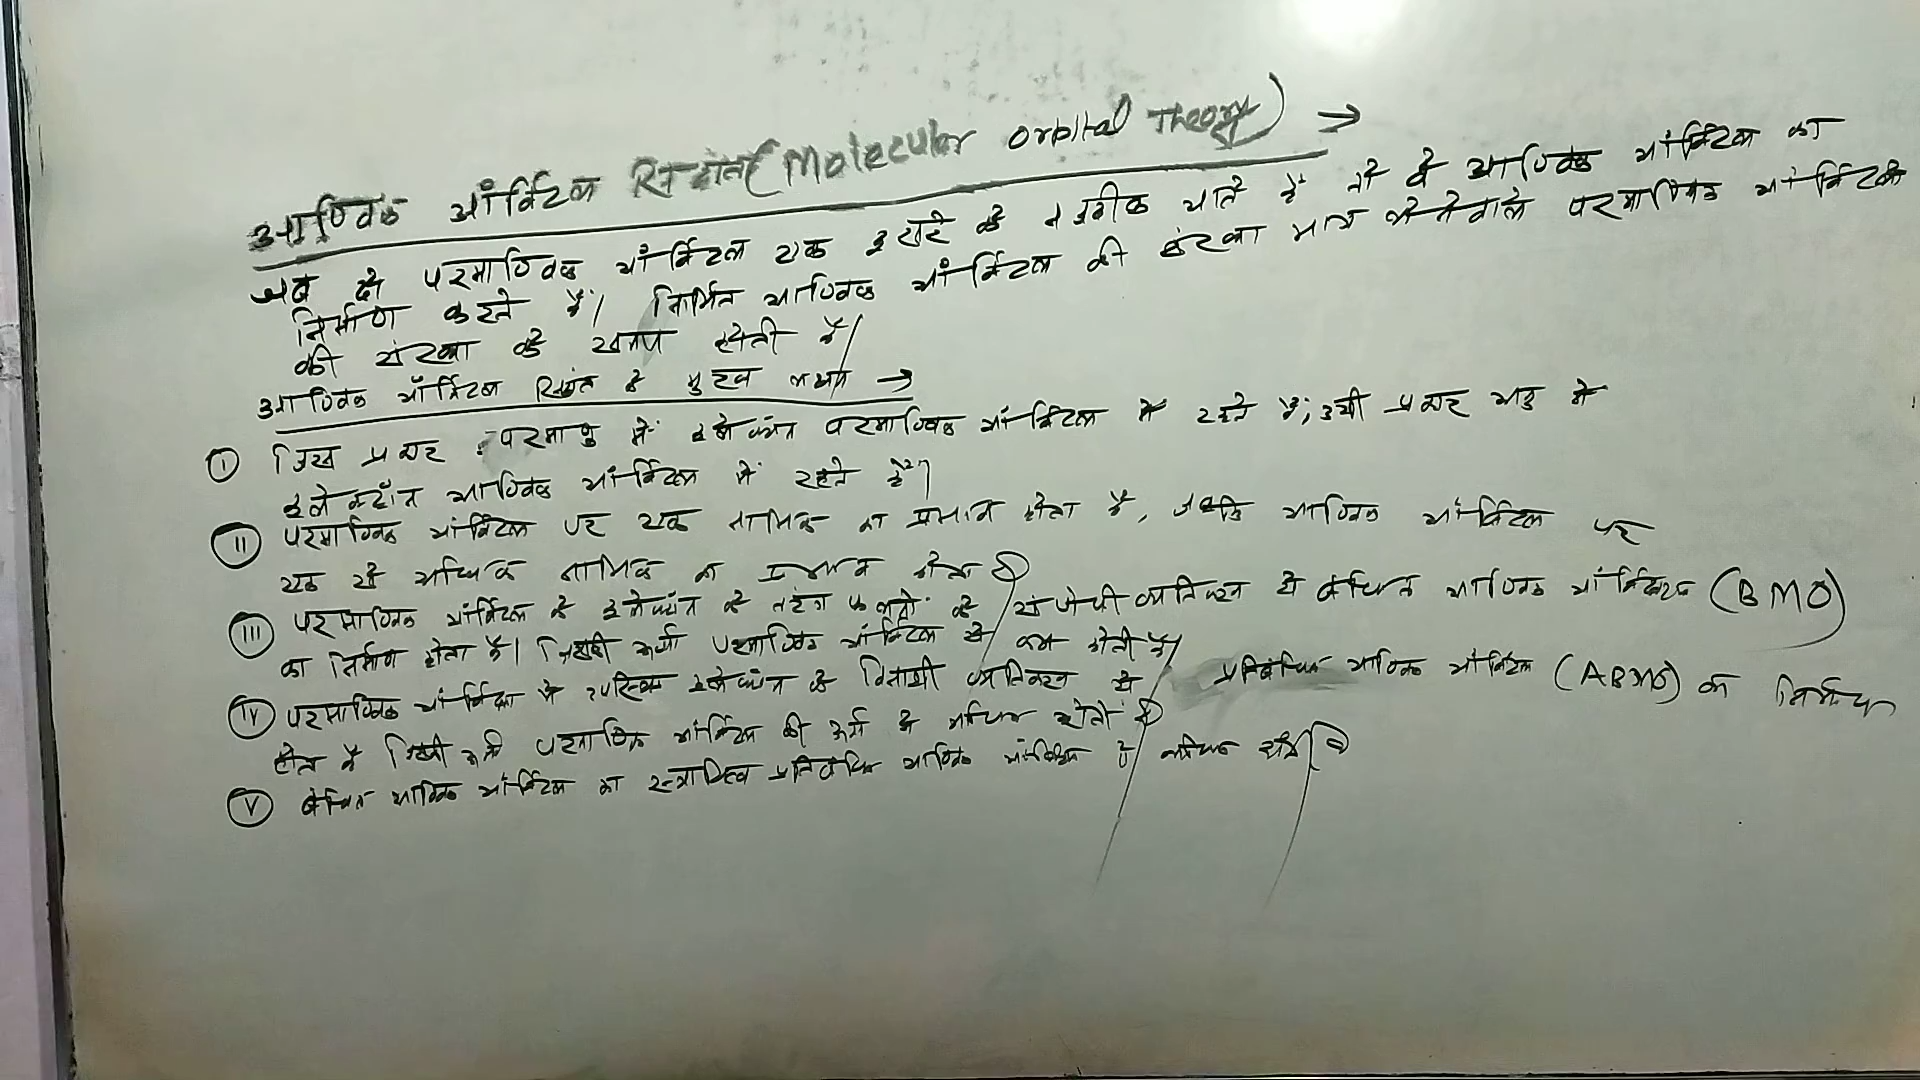 आण्विक ऑर्बिटल सिद्धांत (Molecular orbital Theory) →
जब दो परमाण्विक ऑर्बिटल एक दूसरे के नजदीक आते हैं तो वे आण्विक ऑर्बिटल का
निर्माण करते हैं। निर्मित आण्विक ऑर्बिटल की संख्या भाग लेने वाले परमाण्विक ऑर्बिटल
की संख्या के समान होती है।
आण्विक ऑर्बिटल सिद्धांत के मुख्य लक्षण →
(I) जिस प्रकार परमाणु में इलेक्ट्रॉन परमाण्विक ऑर्बिटल में रहते हैं; उसी प्रकार अणु में
इलेक्ट्रॉन आण्विक ऑर्बिटल में रहते हैं।
(II) परमाण्विक ऑर्बिटल पर एक नाभिक का प्रभाव होता है, जबकि आण्विक ऑर्बिटल पर
एक से अधिक नाभिक का प्रभाव होता है।
(III) परमाण्विक ऑर्बिटल के इलेक्ट्रॉन के तरंग फलनों के संपोषी व्यतिकरण से बंधित आण्विक ऑर्बिटल (BMO)
का निर्माण होता है। जिसकी ऊर्जा परमाण्विक ऑर्बिटल से कम होती है।
(IV) परमाण्विक ऑर्बिटल में उपस्थित इलेक्ट्रॉन के विनाशी व्यतिकरण से प्रतिबंधित आण्विक ऑर्बिटल (ABMO) का निर्माण
होता है जिसकी ऊर्जा परमाण्विक ऑर्बिटल की ऊर्जा से अधिक होती है।
(V) बंधित आण्विक ऑर्बिटल का स्थायित्व प्रतिबंधित आण्विक ऑर्बिटल से अधिक होता है।